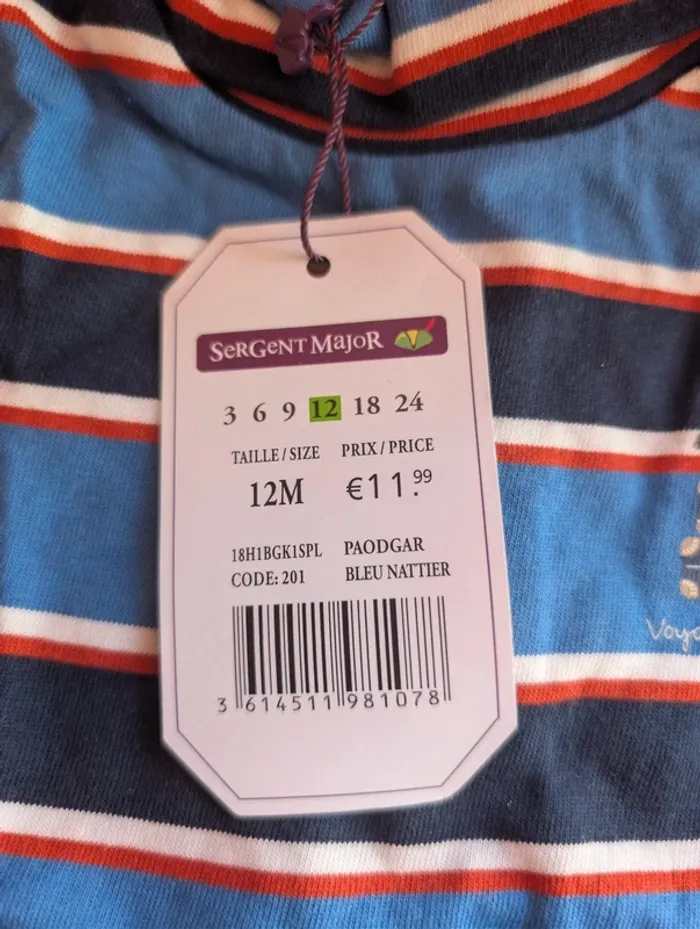 SERGENT MAJOR
3 6 9 12 18 24
TAILLE / SIZE PRIX / PRICE
12M €11.99
18H1BGK1SPL PAODGAR
CODE: 201 BLEU NATTIER
3 614511 981078